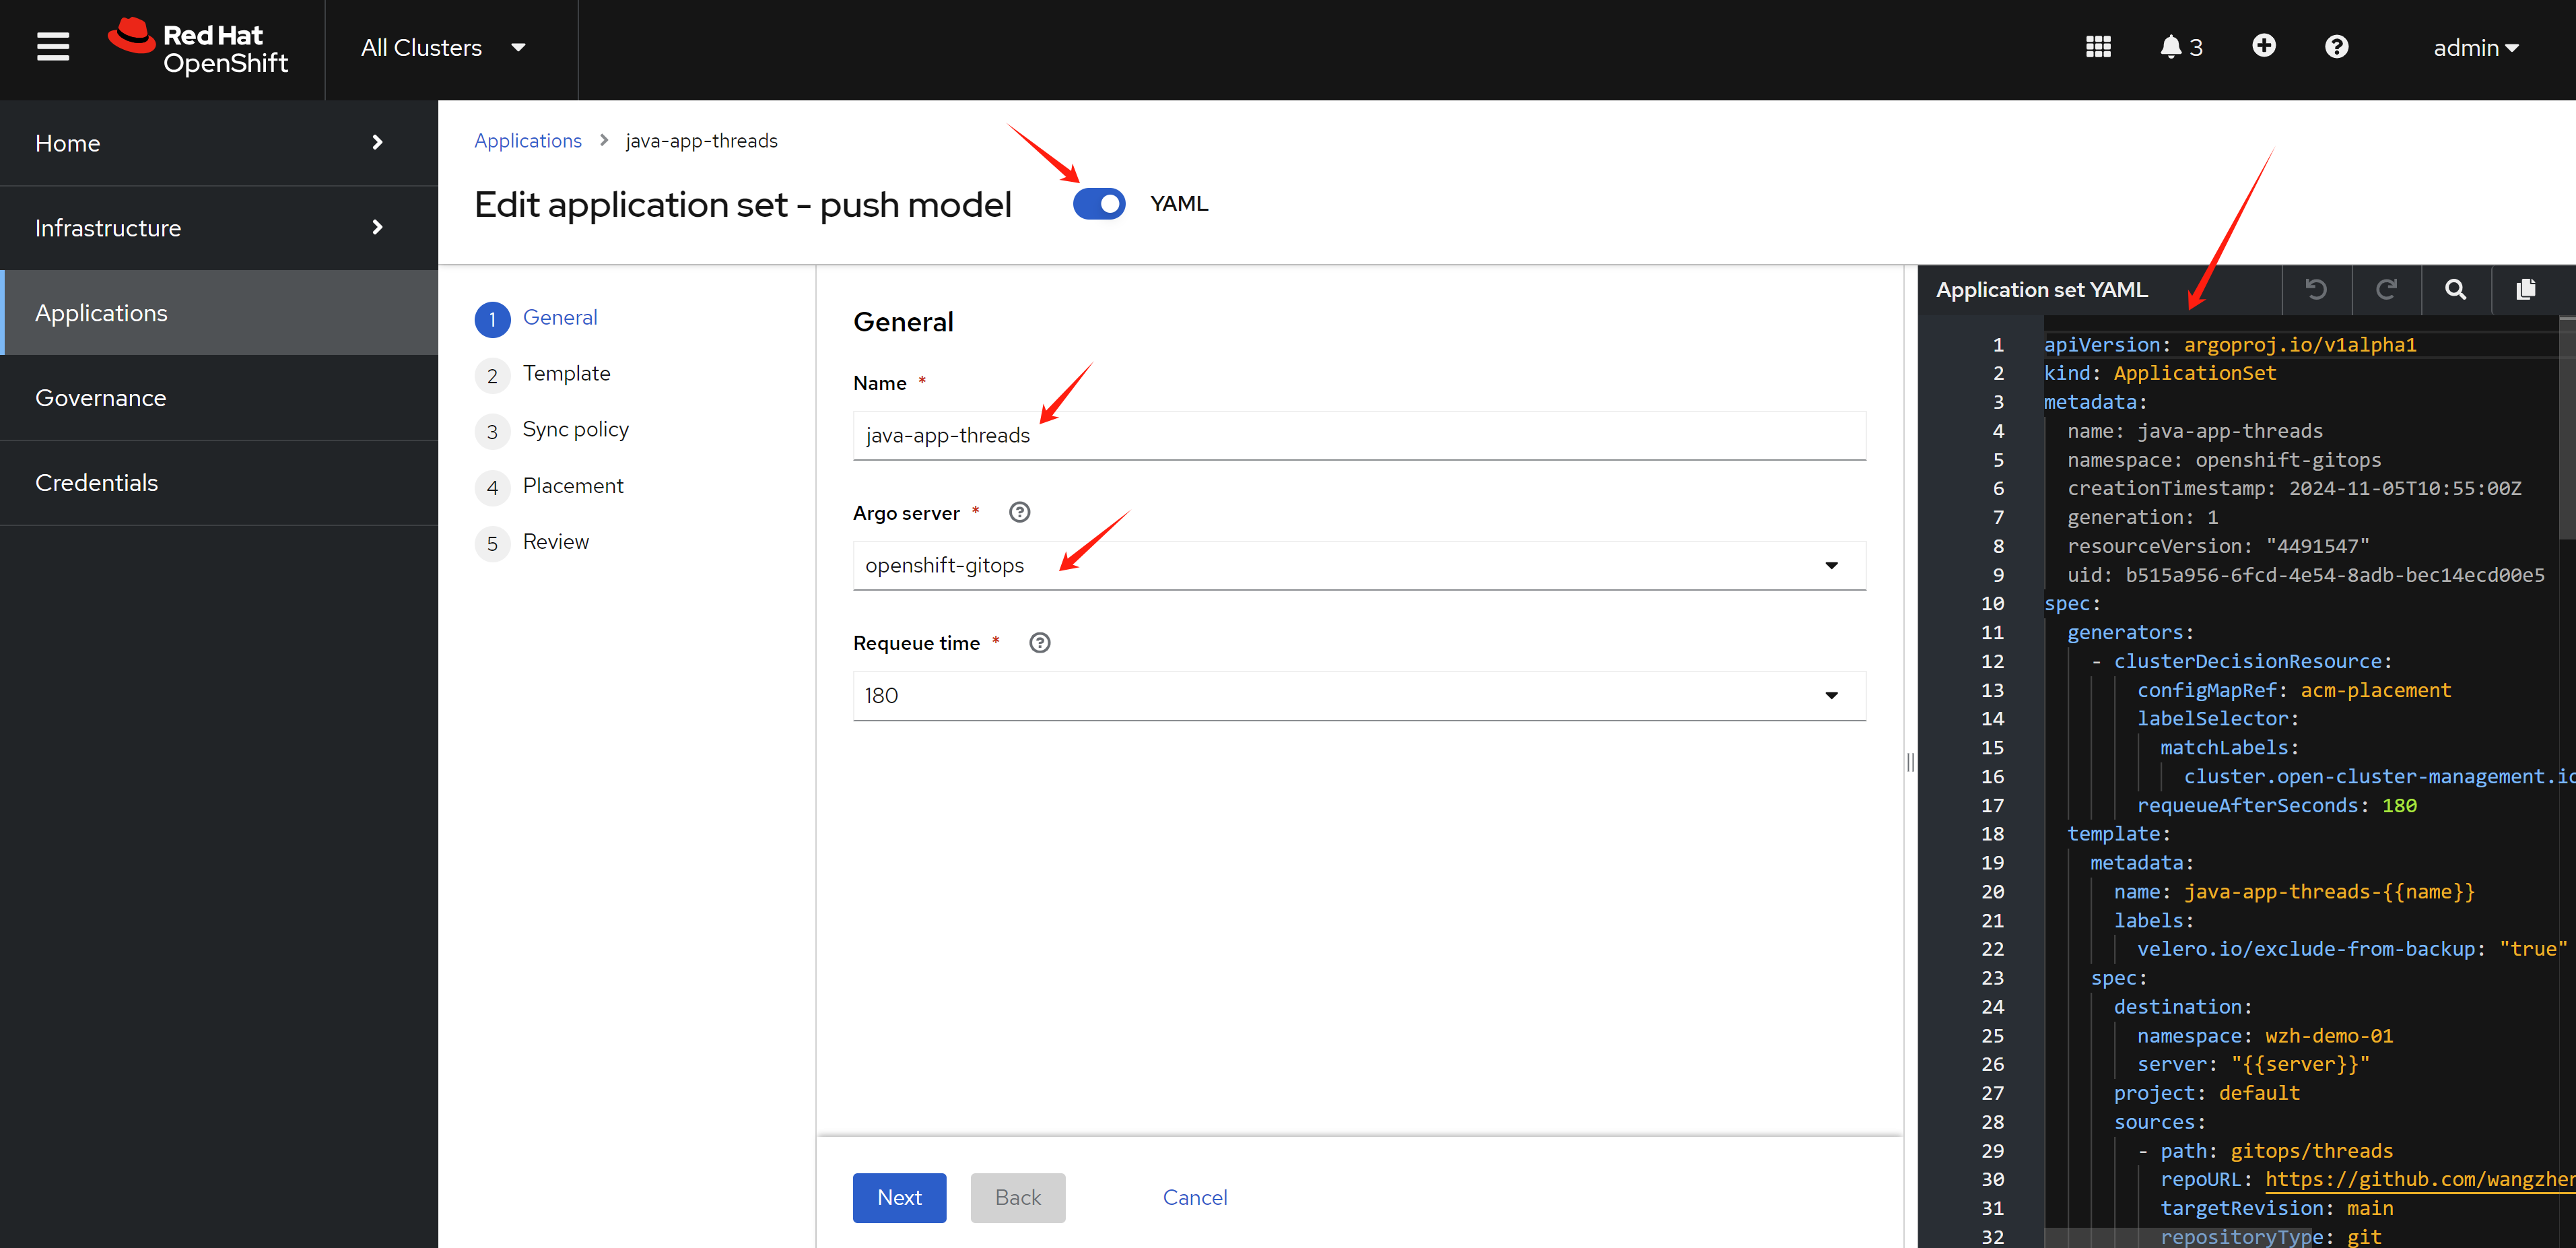 Red Hat
OpenShift
All Clusters
3
admin
Home
Infrastructure
Applications
Governance
Credentials
Applications
java-app-threads
Edit application set - push model
YAML
1 General
2 Template
3 Sync policy
4 Placement
5 Review
General
Name *
java-app-threads
Argo server *
openshift-gitops
Requeue time *
180
Next
Back
Cancel
Application set YAML
1 apiVersion: argoproj.io/v1alpha1
2 kind: ApplicationSet
3 metadata:
4 name: java-app-threads
5 namespace: openshift-gitops
6 creationTimestamp: 2024-11-05T10:55:00Z
7 generation: 1
8 resourceVersion: "4491547"
9 uid: b515a956-6fcd-4e54-8adb-bec14ecd00e5
10 spec:
11 generators:
12 - clusterDecisionResource:
13 configMapRef: acm-placement
14 labelSelector:
15 matchLabels:
16 cluster.open-cluster-management.io
17 requeueAfterSeconds: 180
18 template:
19 metadata:
20 name: java-app-threads-{{name}}
21 labels:
22 velero.io/exclude-from-backup: "true"
23 spec:
24 destination:
25 namespace: wzh-demo-01
26 server: "{{server}}"
27 project: default
28 sources:
29 - path: gitops/threads
30 repoURL: https://github.com/wangzhen
31 targetRevision: main
32 repositoryType: git